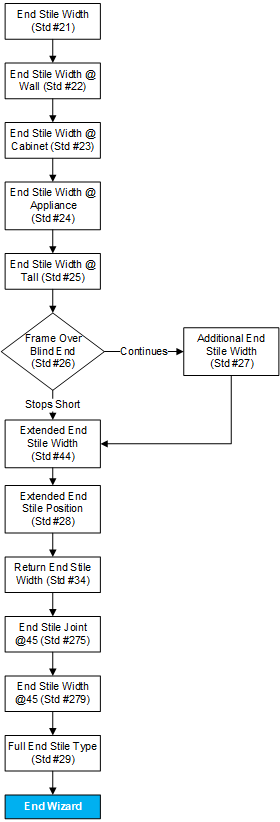 End Stile Width
(Std #21)
End Stile Width @
Wall (Std #22)
End Stile Width @
Cabinet (Std #23)
End Stile Width @
Appliance
(Std #24)
End Stile Width @
Tall (Std #25)
Frame Over
Blind End
(Std #26)
Continues
Additional End
Stile Width
(Std #27)
Stops Short
Extended End
Stile Width
(Std #44)
Extended End
Stile Position
(Std #28)
Return End Stile
Width (Std #34)
End Stile Joint
@45 (Std #275)
End Stile Width
@45 (Std #279)
Full End Stile Type
(Std #29)
End Wizard